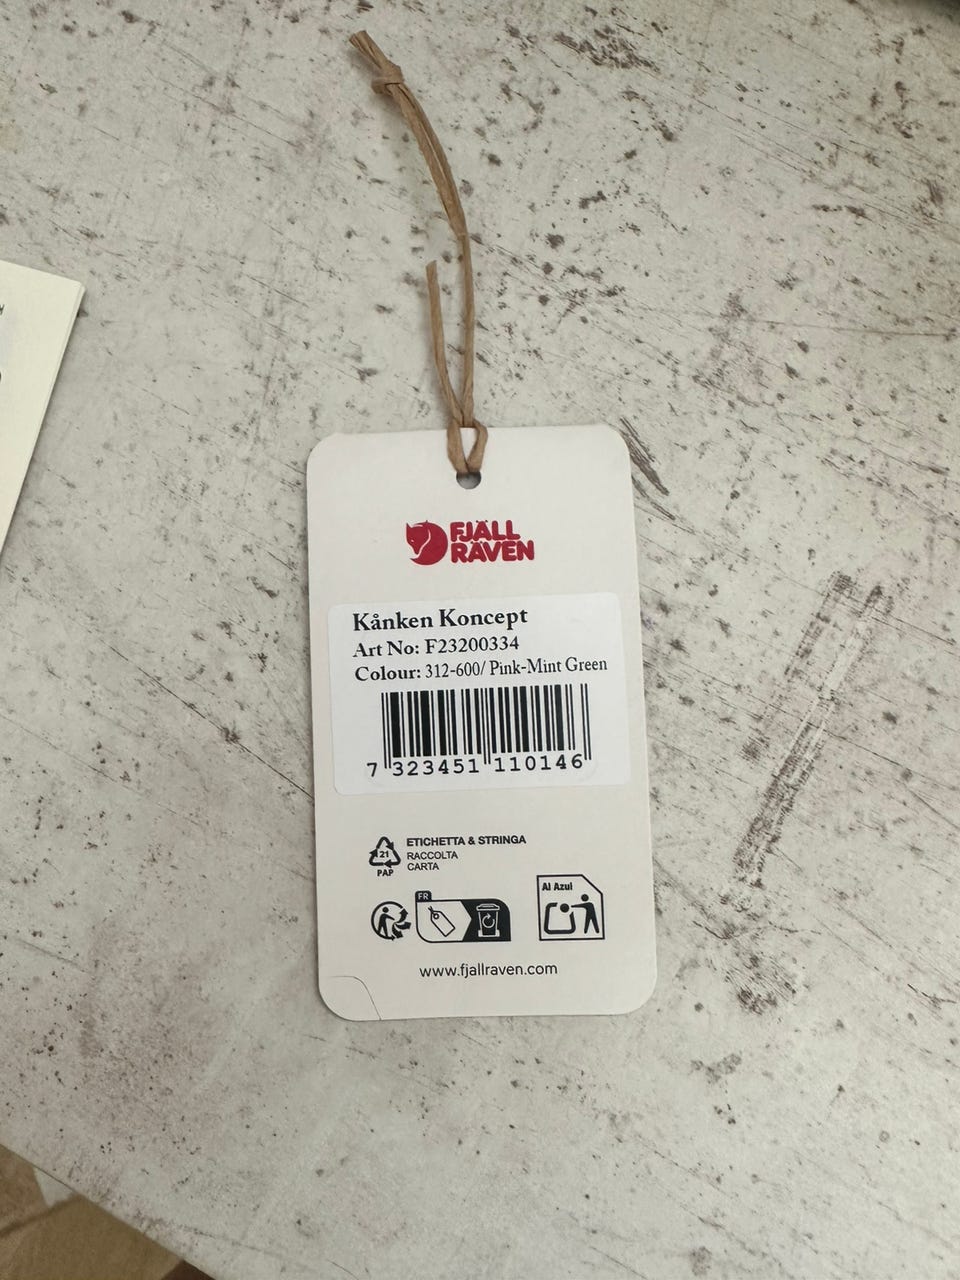 FJÄLL
RÄVEN
Kånken Koncept
Art No: F23200334
Colour: 312-600/ Pink-Mint Green
7 323451 110146
21
PAP
ETICHETTA & STRINGA
RACCOLTA
CARTA
FR
Al Azul
www.fjallraven.com